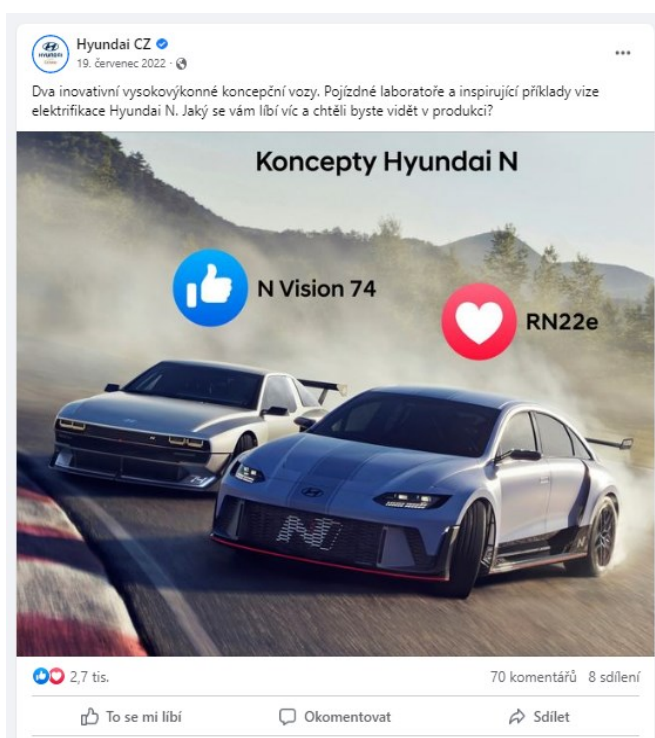 Hyundai CZ
19. červenec 2022 ·
Dva inovativní vysokovýkonné koncepční vozy. Pojízdné laboratoře a inspirující příklady vize
elektrifikace Hyundai N. Jaký se vám líbí víc a chtěli byste vidět v produkci?
Koncepty Hyundai N
N Vision 74
RN22e
N
2,7 tis.
70 komentářů 8 sdílení
To se mi líbí
Okomentovat
Sdílet